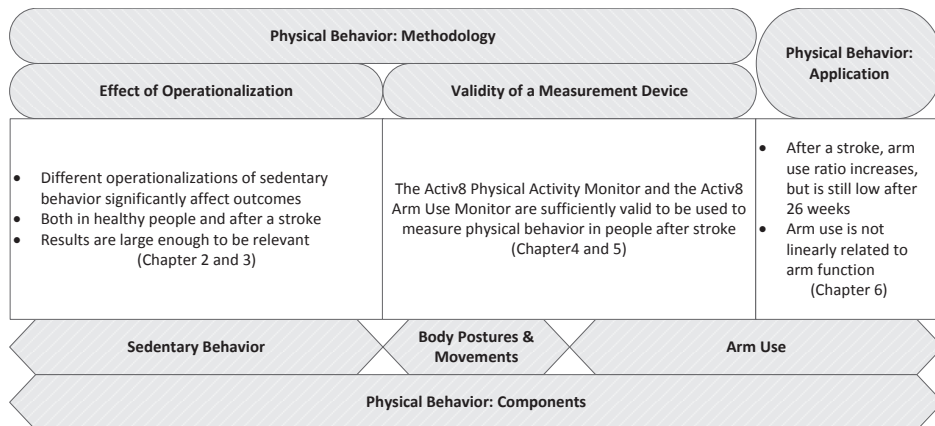 Physical Behavior: Methodology
Physical Behavior:
Application
Effect of Operationalization
Validity of a Measurement Device
• Different operationalizations of sedentary
behavior significantly affect outcomes
• Both in healthy people and after a stroke
• Results are large enough to be relevant
(Chapter 2 and 3)
The Activ8 Physical Activity Monitor and the Activ8
Arm Use Monitor are sufficiently valid to be used to
measure physical behavior in people after stroke
(Chapter4 and 5)
• After a stroke, arm
use ratio increases,
but is still low after
26 weeks
• Arm use is not
linearly related to
arm function
(Chapter 6)
Sedentary Behavior
Body Postures &
Movements
Arm Use
Physical Behavior: Components